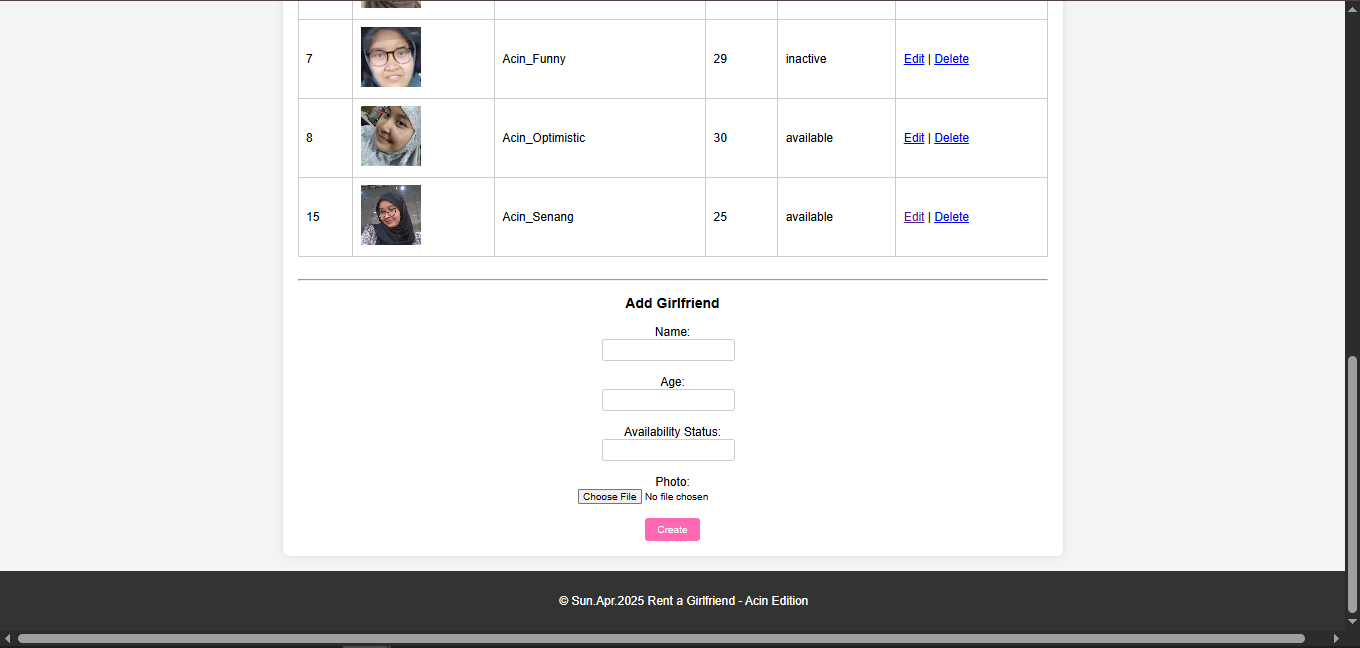 7 Acin_Funny 29 inactive Edit | Delete
8 Acin_Optimistic 30 available Edit | Delete
15 Acin_Senang 25 available Edit | Delete
Add Girlfriend
Name:
Age:
Availability Status:
Photo:
Choose File No file chosen
Create
© Sun.Apr.2025 Rent a Girlfriend - Acin Edition